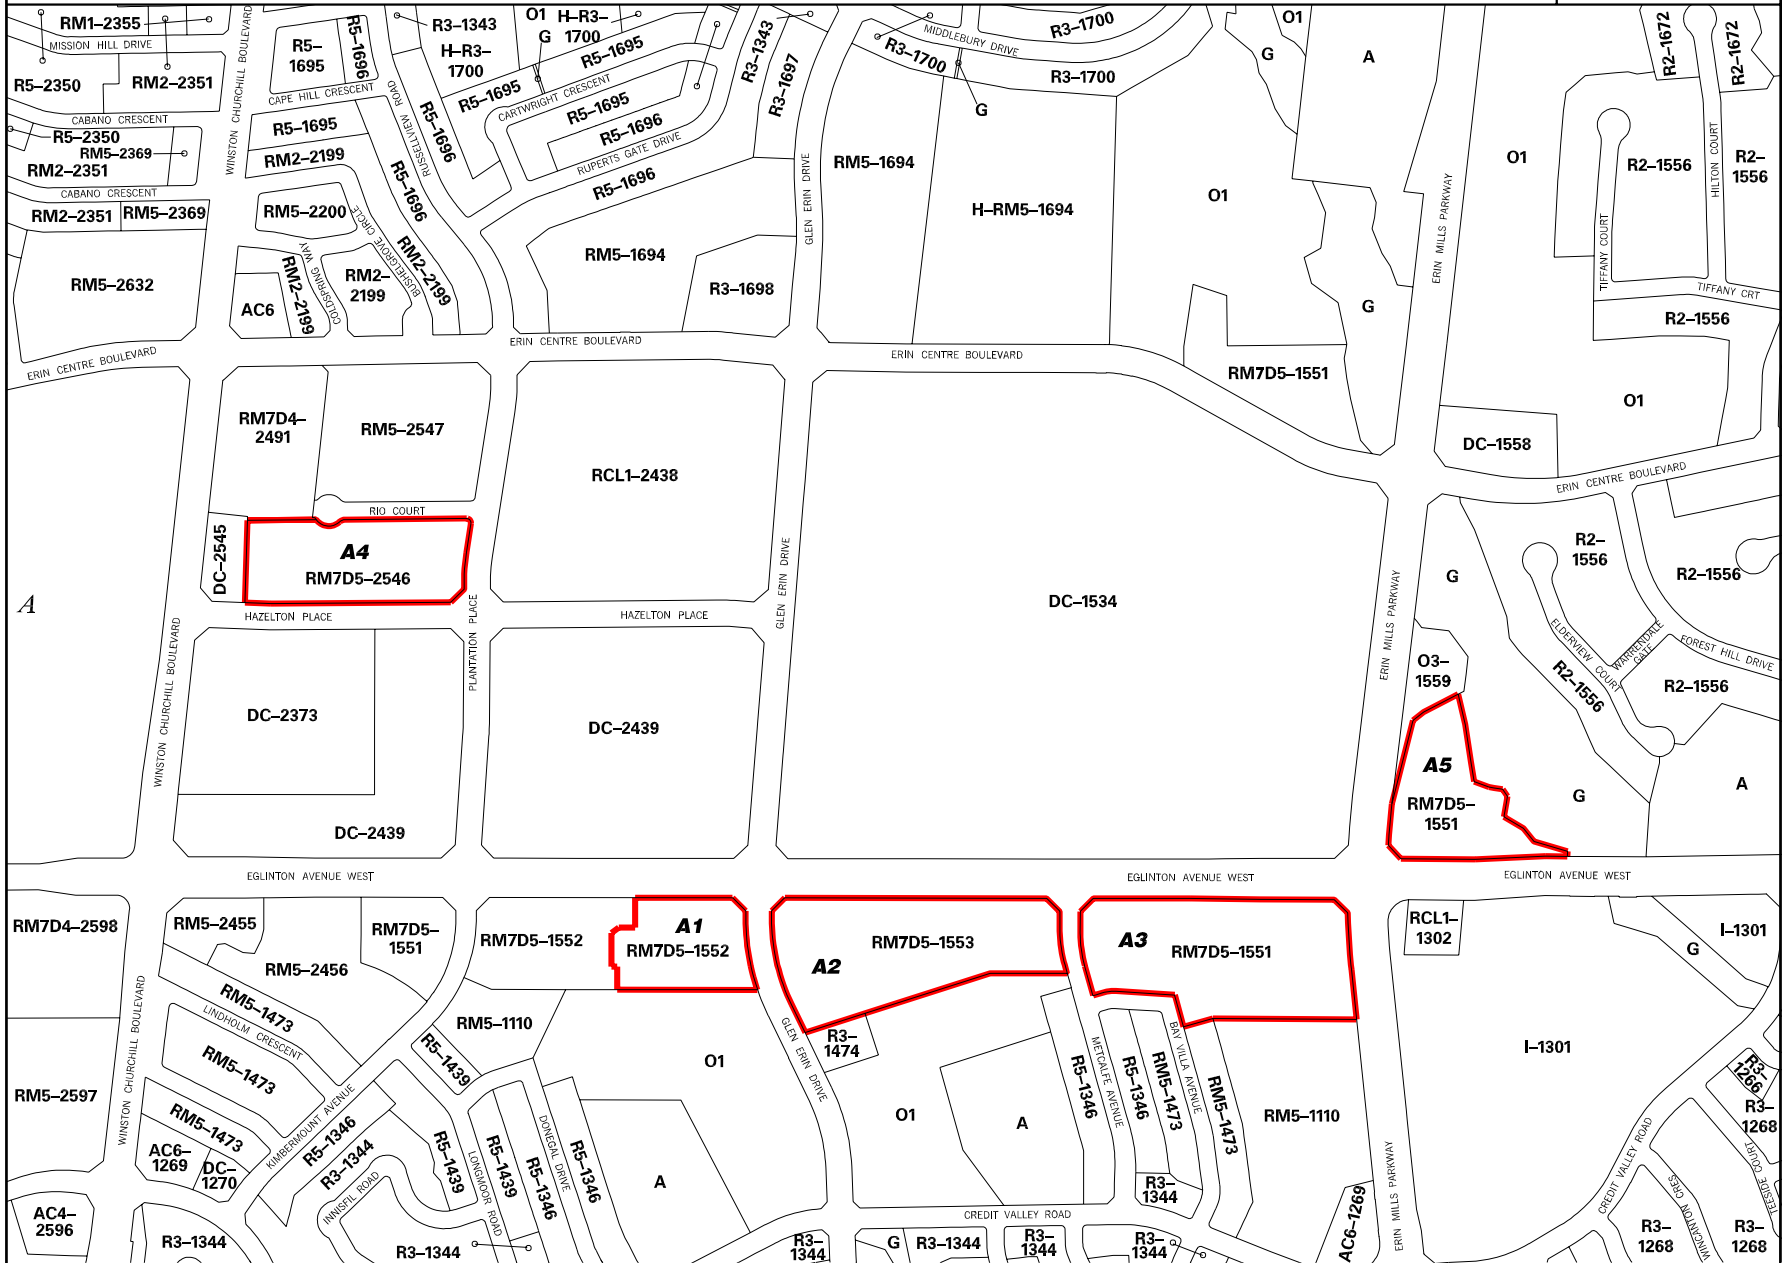 RM1–2355
MISSION HILL DRIVE
R5–2350
RM2–2351
CABANO CRESCENT
R5–2350
RM5–2369
RM2–2351
CABANO CRESCENT
RM2–2351
RM5–2369
RM5–2632
ERIN CENTRE BOULEVARD
WINSTON CHURCHILL BOULEVARD
R5–
1695
R5–1696
CAPE HILL CRESCENT
R5–1695
RM2–2199
RM5–2200
BUSHELGROVE CIRCLE
COLDSPRING WAY
RM2–2199
RM2–
2199
AC6
R5–1696
RM2–2199
RUSSELLVIEW ROAD
R5–1696
R3–1343
H–R3–
1700
O1
G
H–R3–
1700
R5–1695
R5–1695
CARTWRIGHT CRESCENT
R5–1695
R5–1696
RUPERTS GATE DRIVE
R5–1696
R3–1343
R3–1697
RM5–1694
R3–1698
GLEN ERIN DRIVE
ERIN CENTRE BOULEVARD
R3–1700
MIDDLEBURY DRIVE
R3–1700
R3–1700
G
RM5–1694
H–RM5–1694
ERIN CENTRE BOULEVARD
O1
G
A
O1
G
RM7D5–1551
ERIN MILLS PARKWAY
O1
R2–1672
R2–1672
R2–1556
R2–
1556
HILTON COURT
TIFFANY COURT
TIFFANY CRT
R2–1556
O1
DC–1558
ERIN CENTRE BOULEVARD
RM7D4–
2491
RM5–2547
RIO COURT
DC–2545
A4
RM7D5–2546
HAZELTON PLACE
A
WINSTON CHURCHILL BOULEVARD
PLANTATION PLACE
RCL1–2438
HAZELTON PLACE
GLEN ERIN DRIVE
DC–1534
ERIN MILLS PARKWAY
G
R2–
1556
R2–1556
ELDERVIEW COURT
WARRENDALE
GATE
FOREST HILL DRIVE
R2–1556
R2–1556
O3–
1559
A5
RM7D5–
1551
G
A
DC–2373
DC–2439
DC–2439
EGLINTON AVENUE WEST
EGLINTON AVENUE WEST
EGLINTON AVENUE WEST
RM7D4–2598
RM5–2455
RM7D5–
1551
RM5–2456
RM7D5–1552
A1
RM7D5–1552
A2
RM7D5–1553
A3
RM7D5–1551
RCL1–
1302
I–1301
G
I–1301
RM5–2597
WINSTON CHURCHILL BOULEVARD
RM5–1473
LINDHOLM CRESCENT
RM5–1473
RM5–1473
AC6–
1269
DC–
1270
KIMBERMOUNT AVENUE
R5–1346
R3–1344
INNISFIL ROAD
R5–1439
RM5–1110
R5–1439
LONGMOOR ROAD
R5–1439
R5–1346
DONEGAL DRIVE
R5–1346
O1
A
GLEN ERIN DRIVE
R3–
1474
O1
A
R5–1346
METCALFE AVENUE
R5–1346
RM5–1473
BAY VILLA AVENUE
RM5–1473
RM5–1110
R3–
1344
CREDIT VALLEY ROAD
AC6–1269
ERIN MILLS PARKWAY
CREDIT VALLEY ROAD
R3–
1266
R3–
1268
TEESIDE COURT
WINCANTON CRES
R3–
1268
R3–
1268
AC4–
2596
R3–1344
R3–1344
R3–
1344
G
R3–1344
R3–
1344
R3–
1344